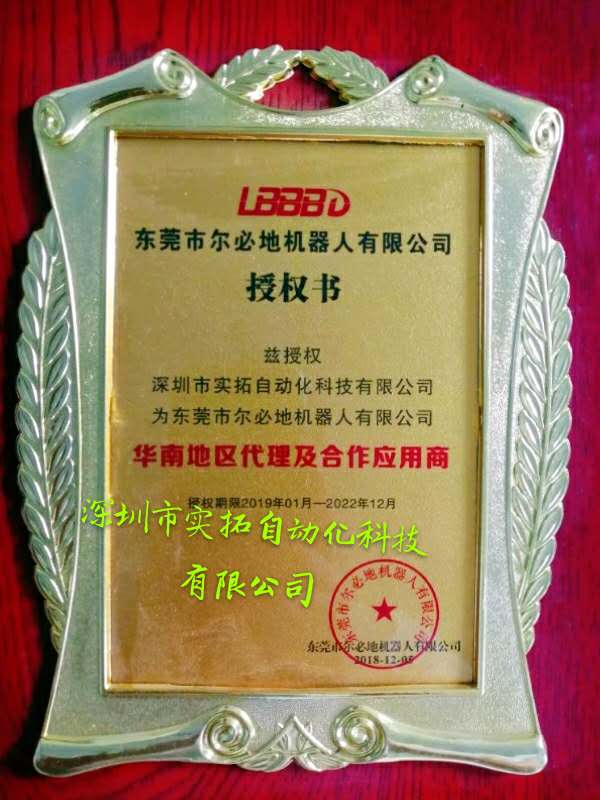 LBBBD
东莞市尔必地机器人有限公司
授权书
兹授权
深圳市实拓自动化科技有限公司
为东莞市尔必地机器人有限公司
华南地区代理及合作应用商
授权期限2019年01月—2022年12月
深圳市实拓自动化科技
有限公司
东莞市尔必地机器人有限公司
东莞市尔必地机器人有限公司
2018-12-05